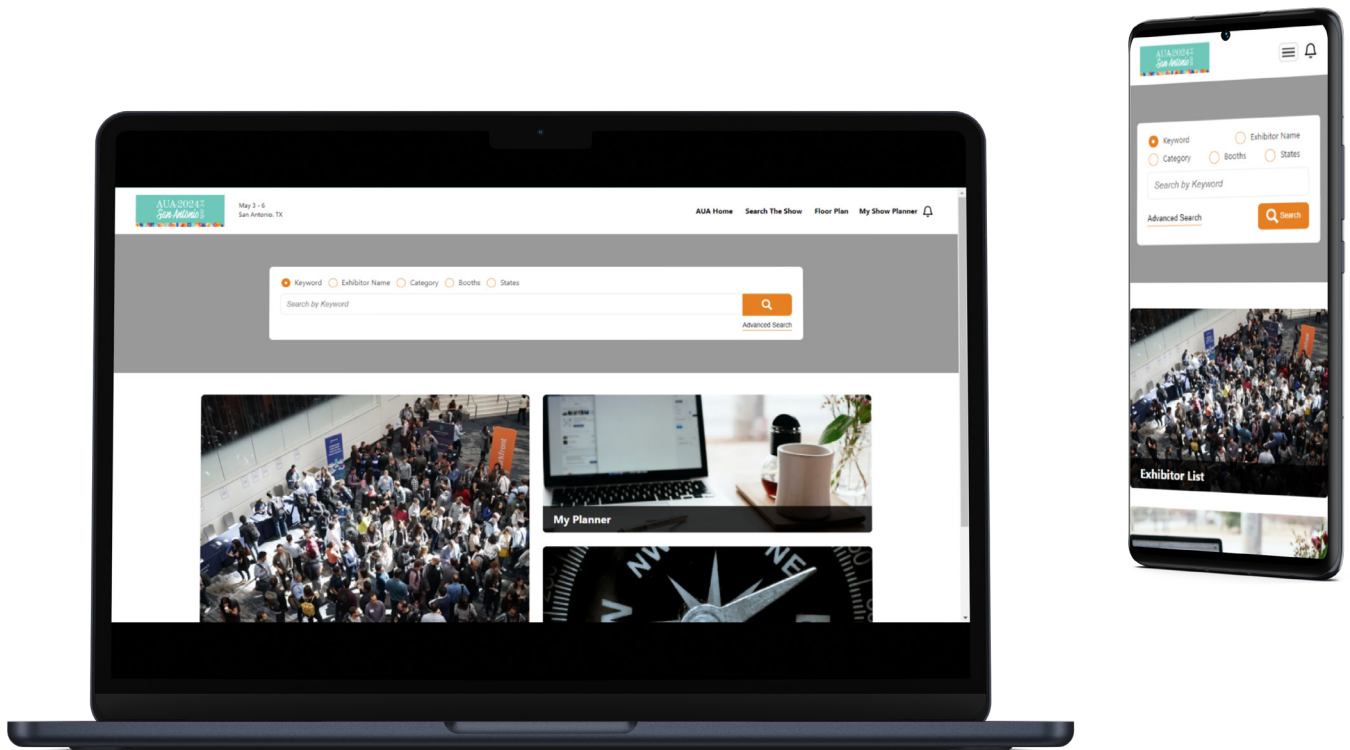 AUA2024
San Antonio
May 3 - 6
San Antonio, TX
AUA Home Search The Show Floor Plan My Show Planner
Keyword Exhibitor Name Category Booths States
Search by Keyword
Advanced Search
My Planner
NW NE
W
AUA2024
San Antonio
Keyword Exhibitor Name
Category Booths States
Search by Keyword
Advanced Search Search
Exhibitor List